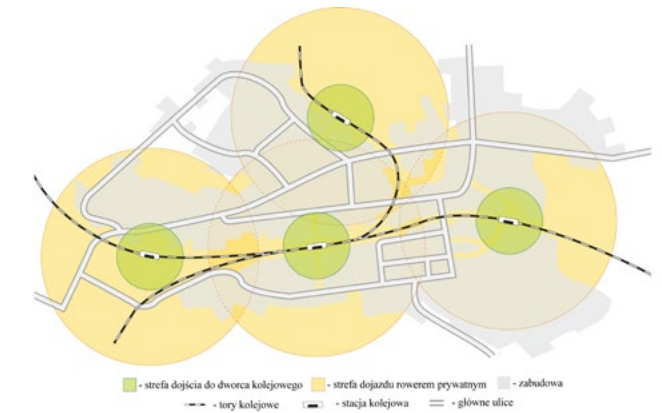 - strefa dojścia do dworca kolejowego - strefa dojazdu rowerem prywatnym - zabudowa
- tory kolejowe - stacja kolejowa - główne ulice